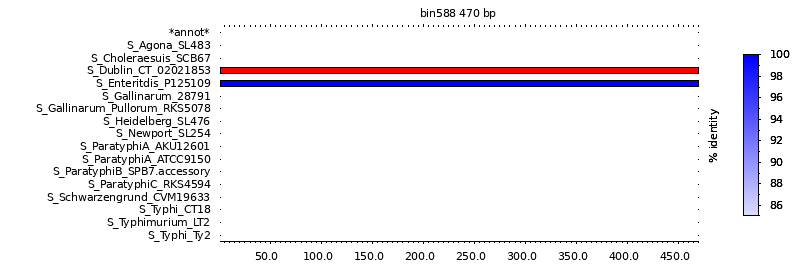 bin588 470 bp
*annot*
S_Agona_SL483
S_Choleraesuis_SCB67
S_Dublin_CT_02021853
S_Enteritdis_P125109
S_Gallinarum_28791
S_Gallinarum_Pullorum_RKS5078
S_Heidelberg_SL476
S_Newport_SL254
S_ParatyphiA_AKU12601
S_ParatyphiA_ATCC9150
S_ParatyphiB_SPB7.accessory
S_ParatyphiC_RKS4594
S_Schwarzengrund_CVM19633
S_Typhi_CT18
S_Typhimurium_LT2
S_Typhi_Ty2
50.0 100.0 150.0 200.0 250.0 300.0 350.0 400.0 450.0
% identity
100
98
96
94
92
90
88
86